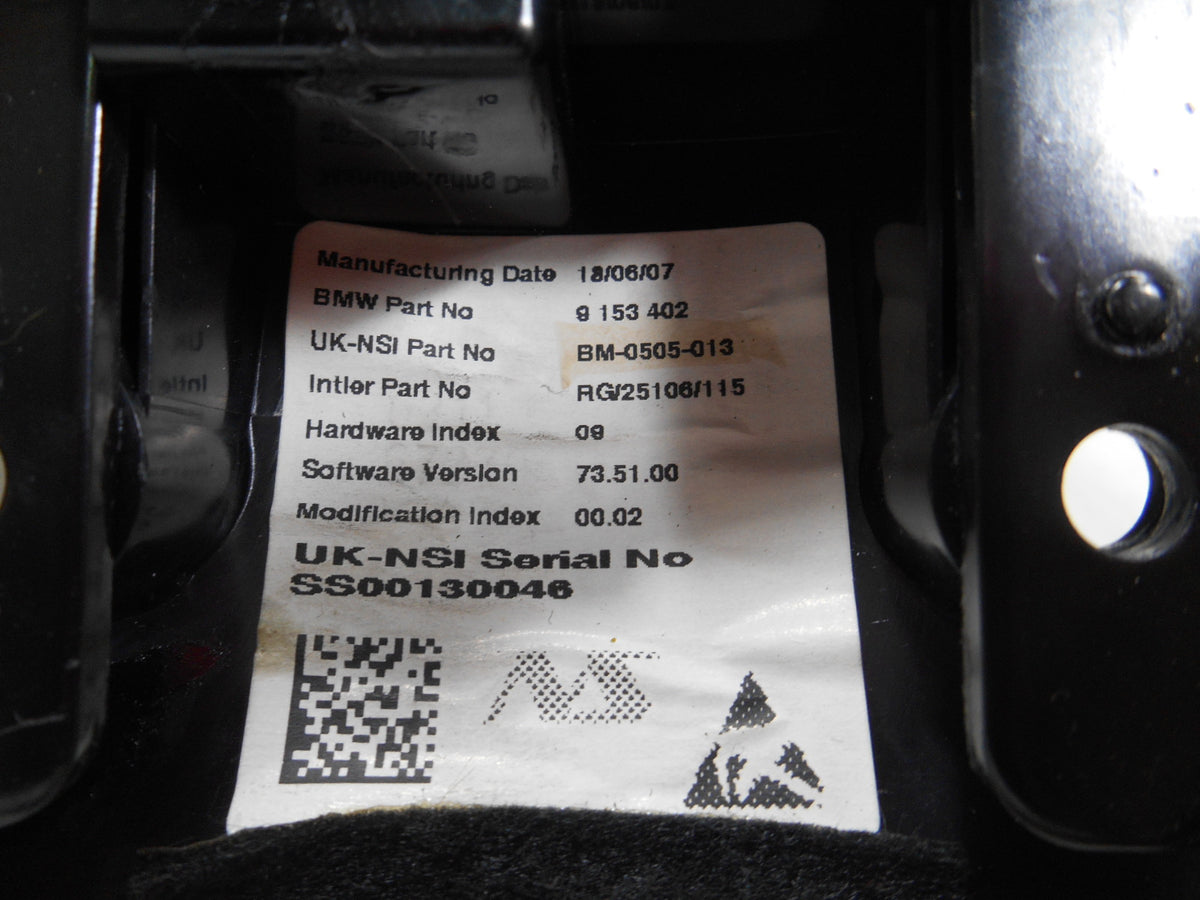 Manufacturing Date 18/06/07
BMW Part No 9 153 402
UK-NSI Part No BM-0505-013
Intier Part No RG/25106/115
Hardware Index 09
Software Version 73.51.00
Modification Index 00.02
UK-NSI Serial No
SS00130046
NS